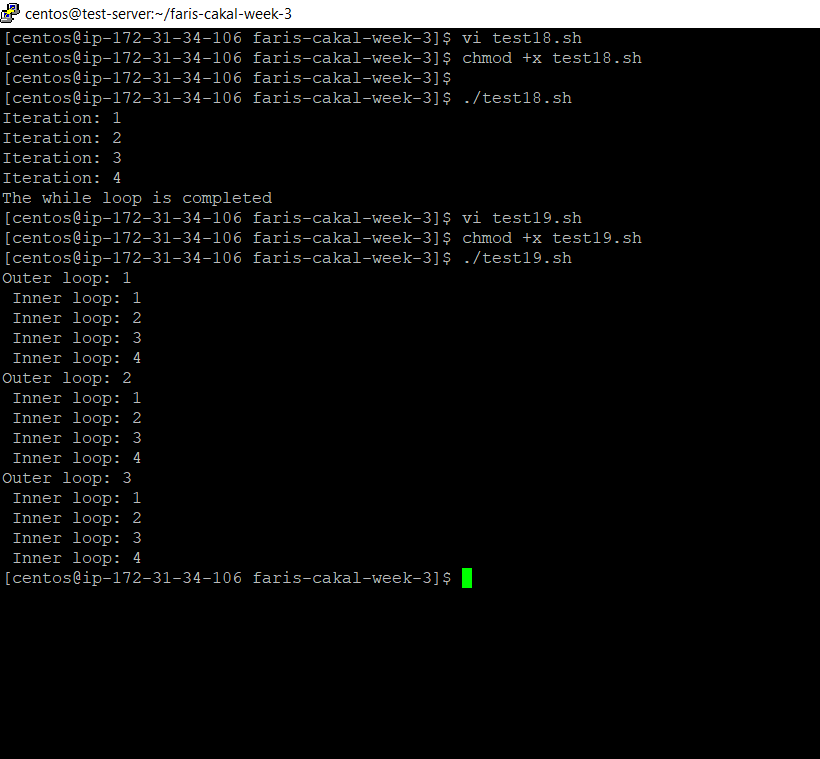 centos@test-server:~/faris-cakal-week-3
[centos@ip-172-31-34-106 faris-cakal-week-3]$ vi test18.sh
[centos@ip-172-31-34-106 faris-cakal-week-3]$ chmod +x test18.sh
[centos@ip-172-31-34-106 faris-cakal-week-3]$
[centos@ip-172-31-34-106 faris-cakal-week-3]$ ./test18.sh
Iteration: 1
Iteration: 2
Iteration: 3
Iteration: 4
The while loop is completed
[centos@ip-172-31-34-106 faris-cakal-week-3]$ vi test19.sh
[centos@ip-172-31-34-106 faris-cakal-week-3]$ chmod +x test19.sh
[centos@ip-172-31-34-106 faris-cakal-week-3]$ ./test19.sh
Outer loop: 1
 Inner loop: 1
 Inner loop: 2
 Inner loop: 3
 Inner loop: 4
Outer loop: 2
 Inner loop: 1
 Inner loop: 2
 Inner loop: 3
 Inner loop: 4
Outer loop: 3
 Inner loop: 1
 Inner loop: 2
 Inner loop: 3
 Inner loop: 4
[centos@ip-172-31-34-106 faris-cakal-week-3]$